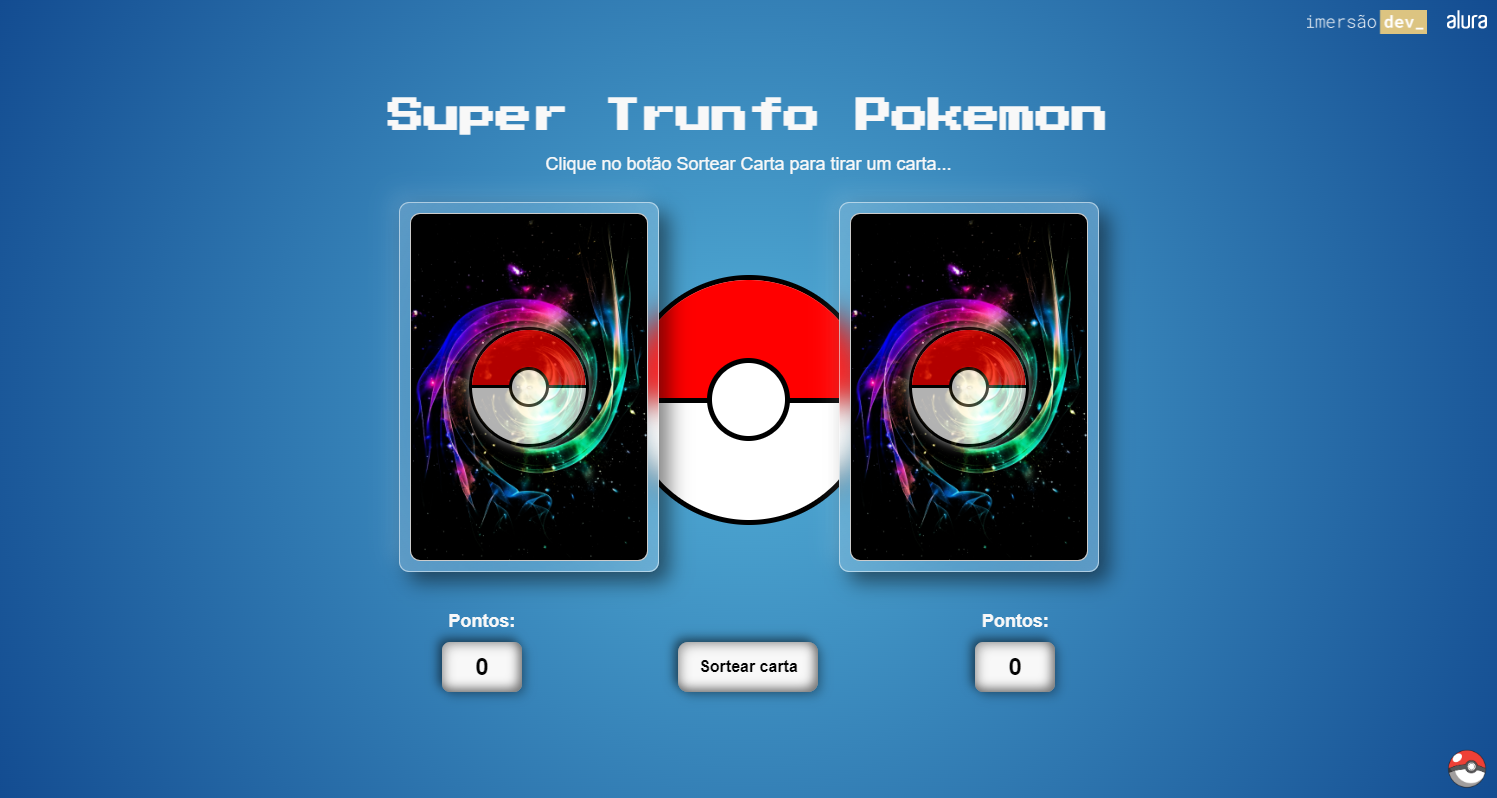 imersão dev_ alura
Super Trunfo Pokemon
Clique no botão Sortear Carta para tirar um carta...
Pontos: Pontos:
0 Sortear carta 0